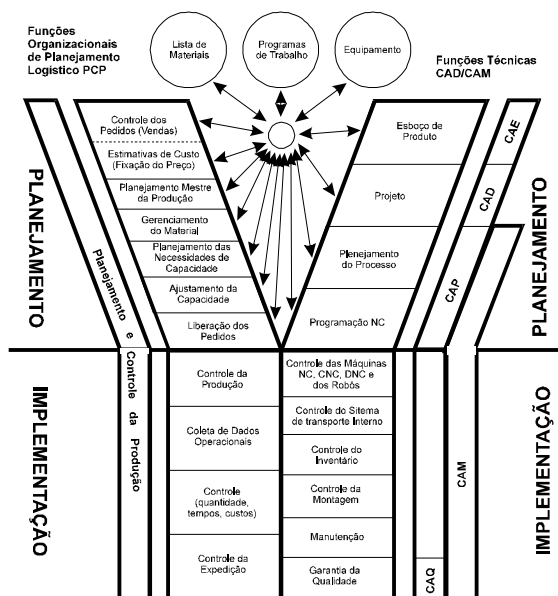 Funções
Organizacionais
de Planejamento
Logístico PCP
Lista de
Materiais
Programas
de Trabalho
Equipamento
Funções Técnicas
CAD/CAM
PLANEJAMENTO
Planejamento e Controle da Produção
Controle dos
Pedidos (Vendas)
Estimativas de Custo
(Fixação do Preço)
Planejamento Mestre
da Produção
Gerenciamento
do Material
Planejamento das
Necessidades de
Capacidade
Ajustamento da
Capacidade
Liberação dos
Pedidos
Esboço de
Produto
Projeto
Plenejamento
do Processo
Programação NC
CAE
CAD
CAP
PLANEJAMENTO
IMPLEMENTAÇÃO
Controle da
Produção
Coleta de Dados
Operacionais
Controle
(quantidade,
tempos, custos)
Controle da
Expedição
Controle das Máquinas
NC, CNC, DNC e
dos Robôs
Controle do Sitema
de transporte Interno
Controle do
Inventário
Controle da
Montagem
Manutenção
Garantia da
Qualidade
CAQ
CAM
IMPLEMENTAÇÃO